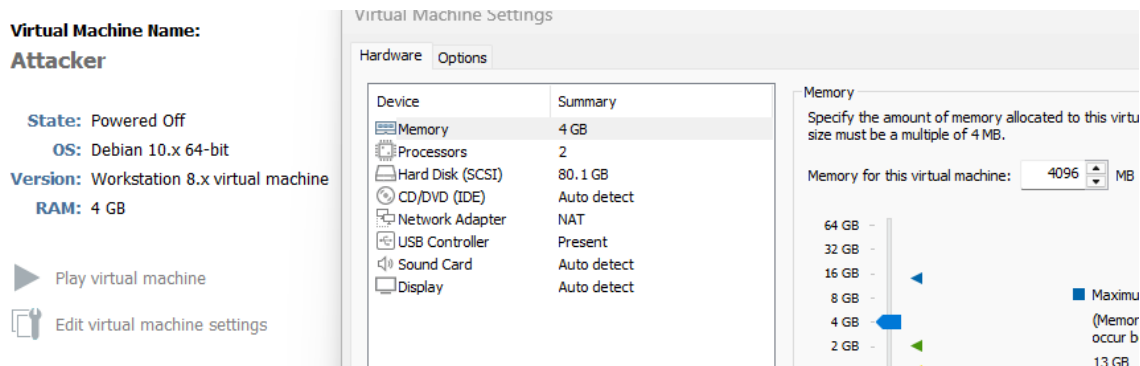 Virtual Machine Name:
Attacker
State: Powered Off
OS: Debian 10.x 64-bit
Version: Workstation 8.x virtual machine
RAM: 4 GB
Play virtual machine
Edit virtual machine settings
Virtual Machine Settings
Hardware Options
Device Summary
Memory 4 GB
Processors 2
Hard Disk (SCSI) 80.1 GB
CD/DVD (IDE) Auto detect
Network Adapter NAT
USB Controller Present
Sound Card Auto detect
Display Auto detect
Memory
Specify the amount of memory allocated to this virtu
size must be a multiple of 4 MB.
Memory for this virtual machine: 4096 MB
64 GB
32 GB
16 GB
8 GB
4 GB
2 GB
Maximu
(Memor
occur b
13 GB